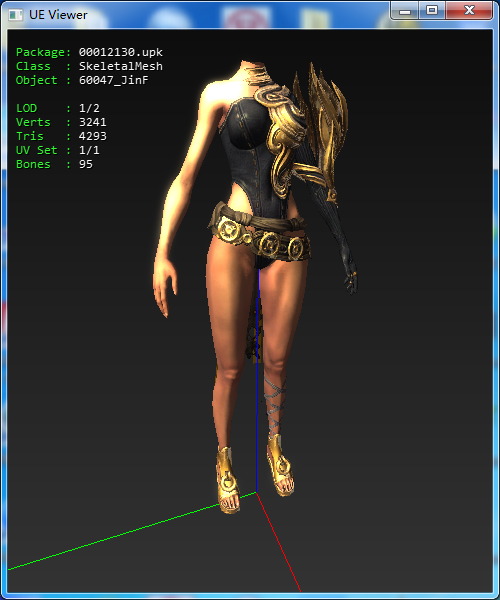 UE Viewer
Package: 00012130.upk
Class : SkeletalMesh
Object : 60047_JinF
LOD : 1/2
Verts : 3241
Tris : 4293
UV Set : 1/1
Bones : 95